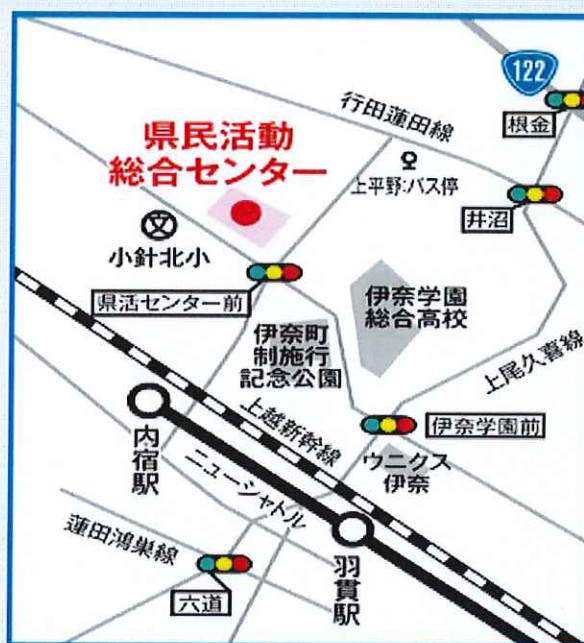 122
根金
行田蓮田線
県民活動
総合センター
上平野:バス停
井沼
文
小針北小
県活センター前
伊奈学園
総合高校
伊奈町
制施行
記念公園
上尾久喜線
上越新幹線
伊奈学園前
ウニクス
伊奈
内宿駅
ニューシャトル
蓮田鴻巣線
羽貫駅
六道